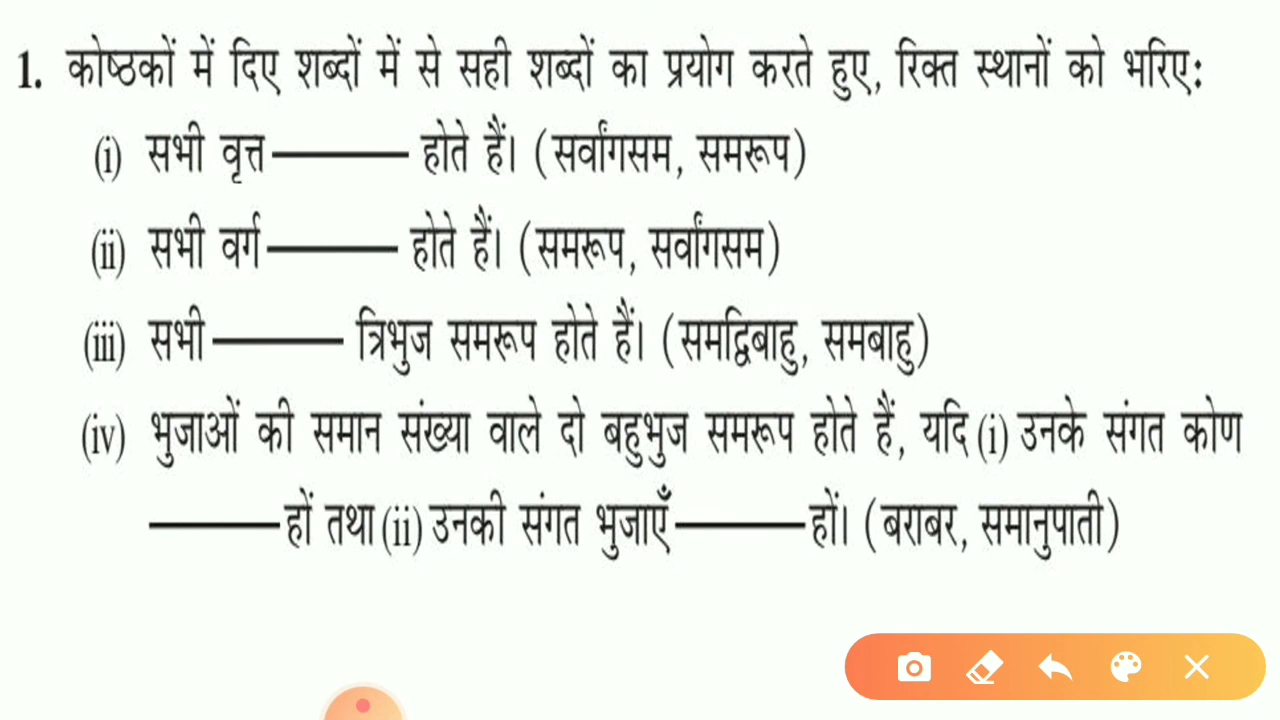 1. कोष्ठकों में दिए शब्दों में से सही शब्दों का प्रयोग करते हुए, रिक्त स्थानों को भरिए:
(i) सभी वृत्त ——— होते हैं। (सर्वांगसम, समरूप)
(ii) सभी वर्ग ——— होते हैं। (समरूप, सर्वांगसम)
(iii) सभी ——— त्रिभुज समरूप होते हैं। (समद्विबाहु, समबाहु)
(iv) भुजाओं की समान संख्या वाले दो बहुभुज समरूप होते हैं, यदि (i) उनके संगत कोण
——— हों तथा (ii) उनकी संगत भुजाएँ ——— हों। (बराबर, समानुपाती)